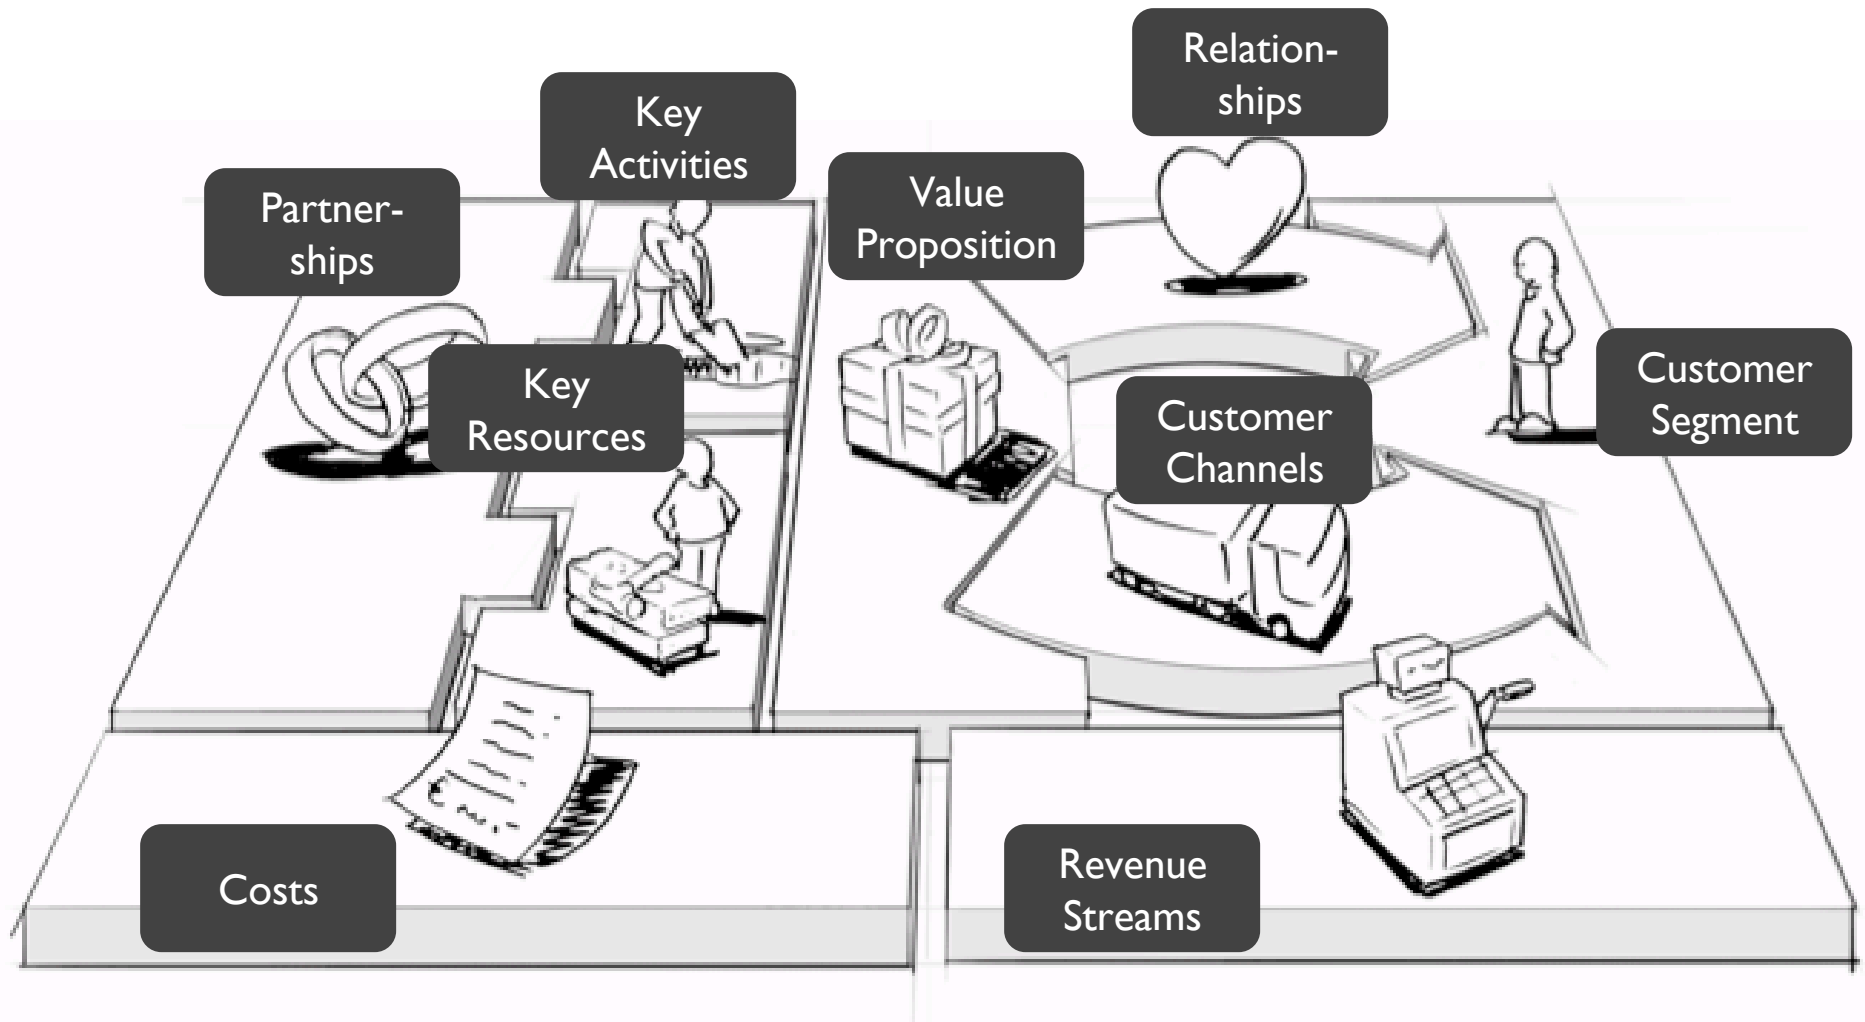 Relation-
ships
Key
Activities
Value
Proposition
Partner-
ships
Customer
Segment
Key
Resources
Customer
Channels
Costs
Revenue
Streams